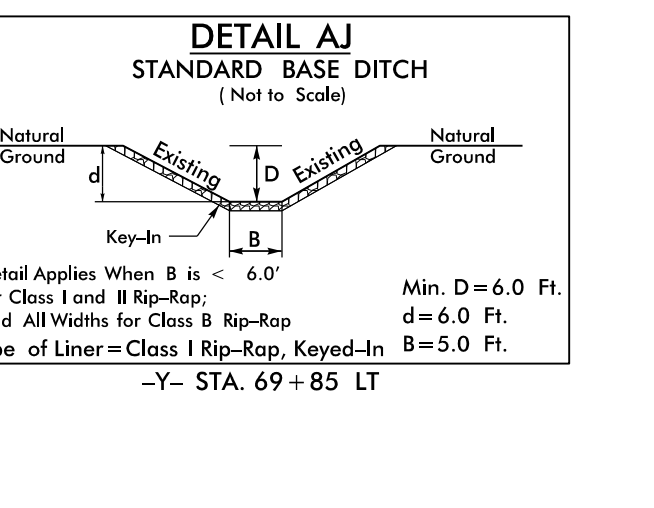 DETAIL AJ
STANDARD BASE DITCH
( Not to Scale)
Natural
Ground
Existing
Existing
Natural
Ground
d
D
Key-In
B
Applies When B is < 6.0'
Class I and II Rip-Rap;
All Widths for Class B Rip-Rap
of Liner=Class I Rip-Rap, Keyed-In
Min. D=6.0 Ft.
d=6.0 Ft.
B=5.0 Ft.
-Y- STA. 69+85 LT